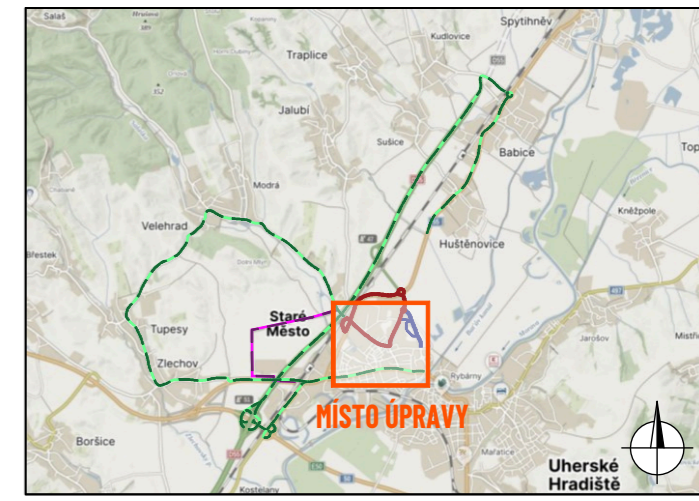 Salaš
Spytihněv
Kudlovice
Traplice
Jalubí
Sušice
Babice
Modrá
Velehrad
Kněžpole
Huštěnovice
Břestek
Staré
Město
Tupesy
Jarošov
Zlechov
Rybárny
MÍSTO ÚPRAVY
Mařatice
Boršice
Uherské
Hradiště
Kostelany